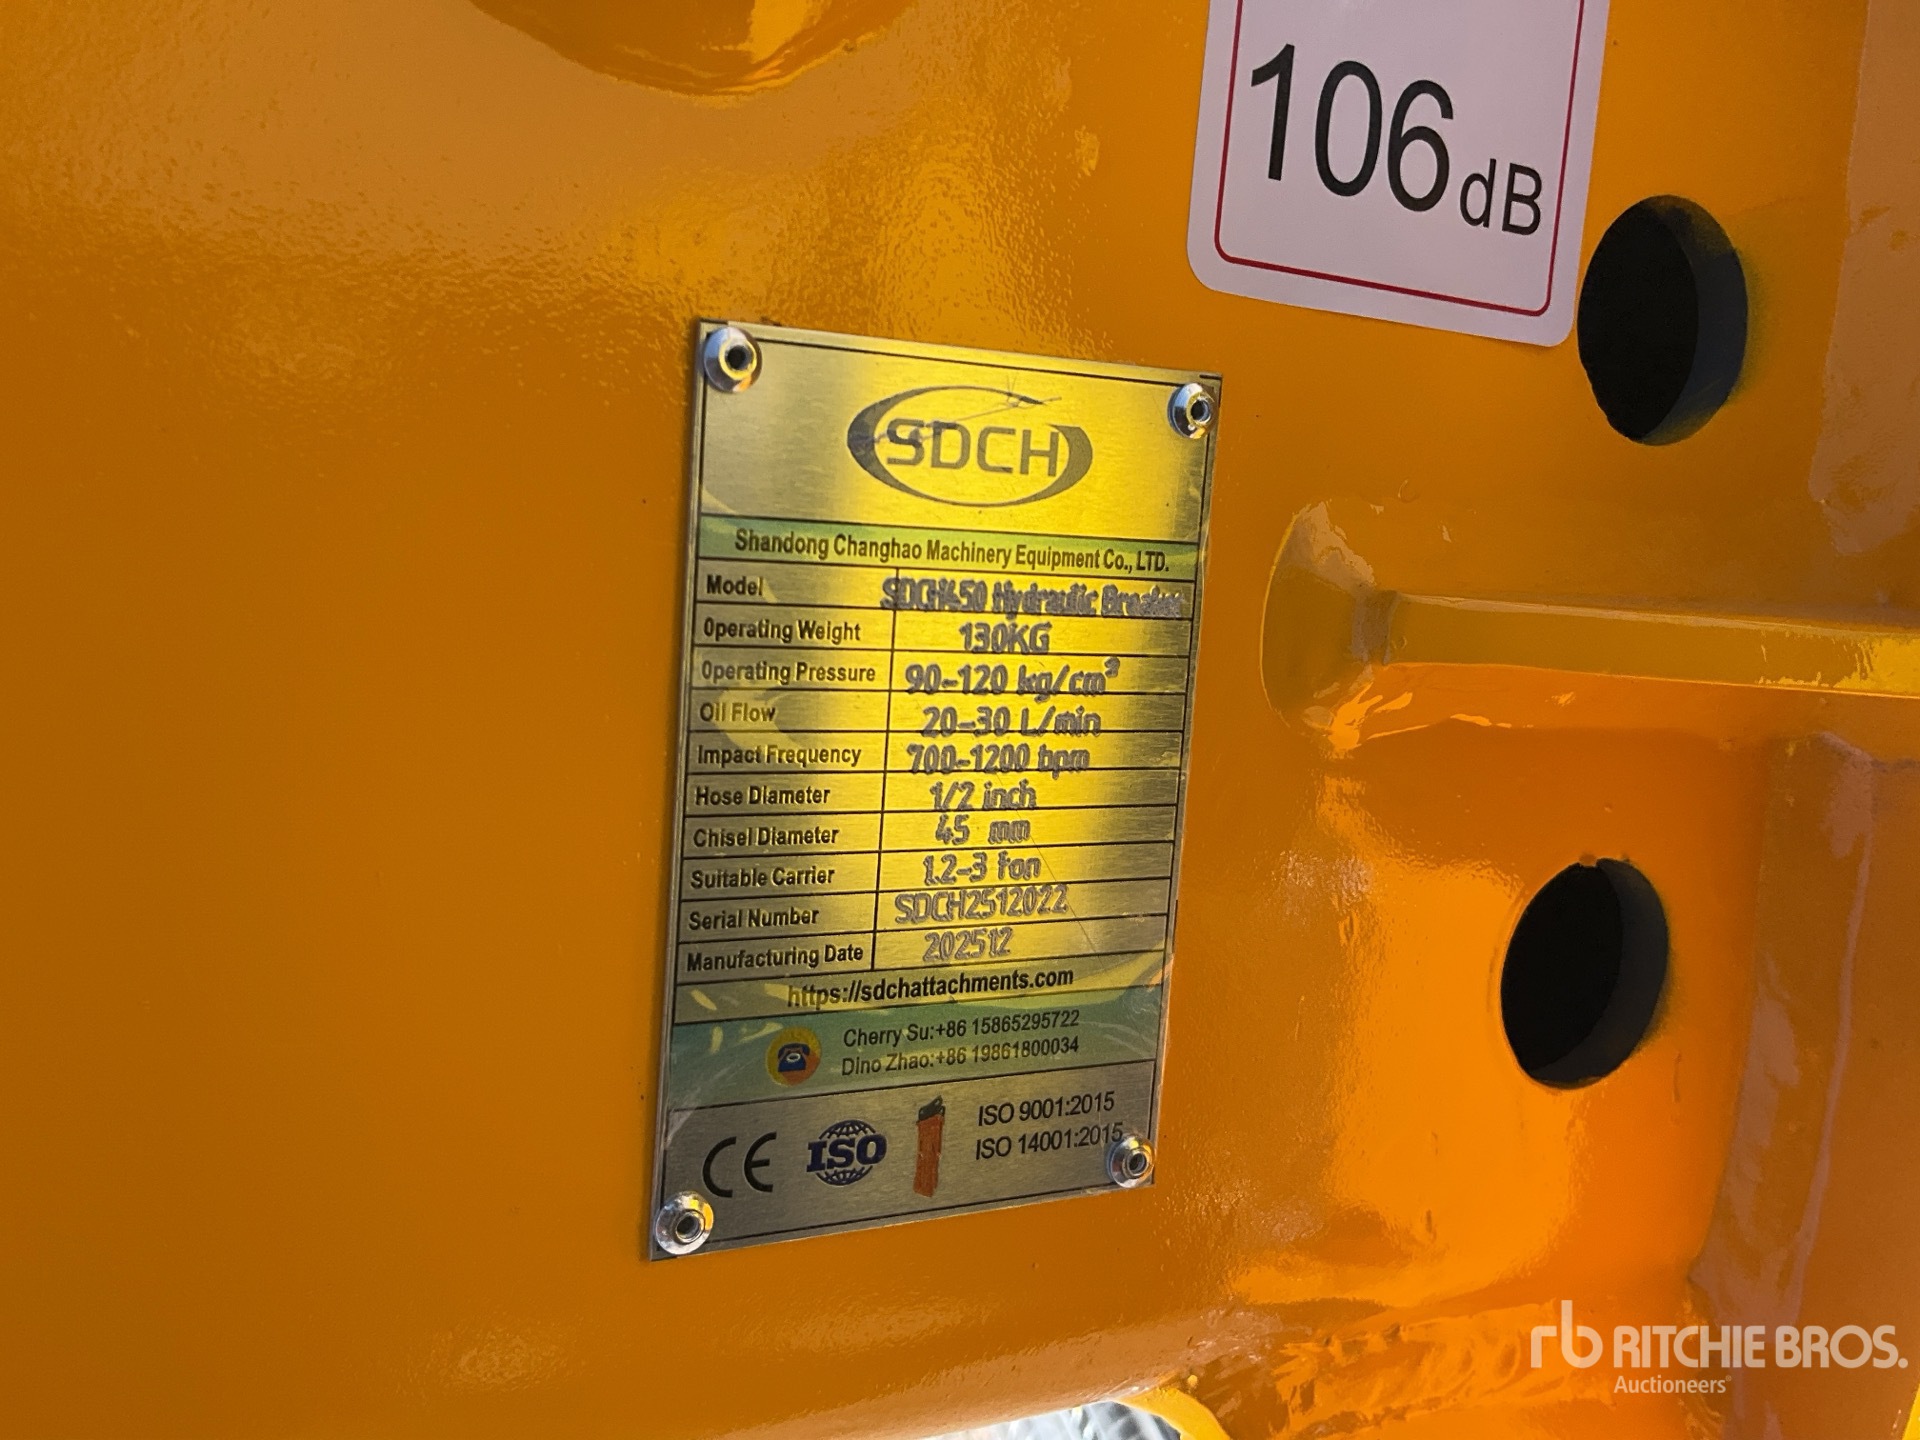 106dB
SDCH
Shandong Changhao Machinery Equipment Co., LTD.
Model SDCH450 Hydraulic Breaker
Operating Weight 130KG
Operating Pressure 90-120 kg/cm²
Oil Flow 20-30 L/min
Impact Frequency 700-1200 bpm
Hose Diameter 1/2 inch
Chisel Diameter 45 mm
Suitable Carrier 1.2-3 Ton
Serial Number SDCH2512022
Manufacturing Date 202512
https://sdchattachments.com
Cherry Su:+86 15865295722
Dino Zhao:+86 19861800034
CE ISO
ISO 9001:2015
ISO 14001:2015
rb RITCHIE BROS.
Auctioneers